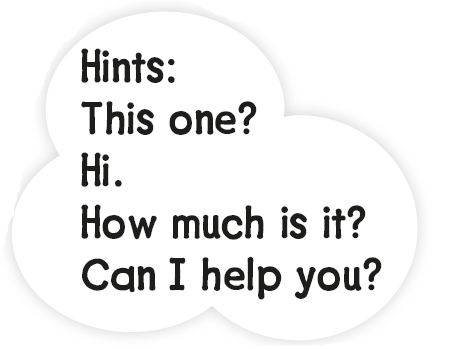 Hints:
This one?
Hi.
How much is it?
Can I help you?